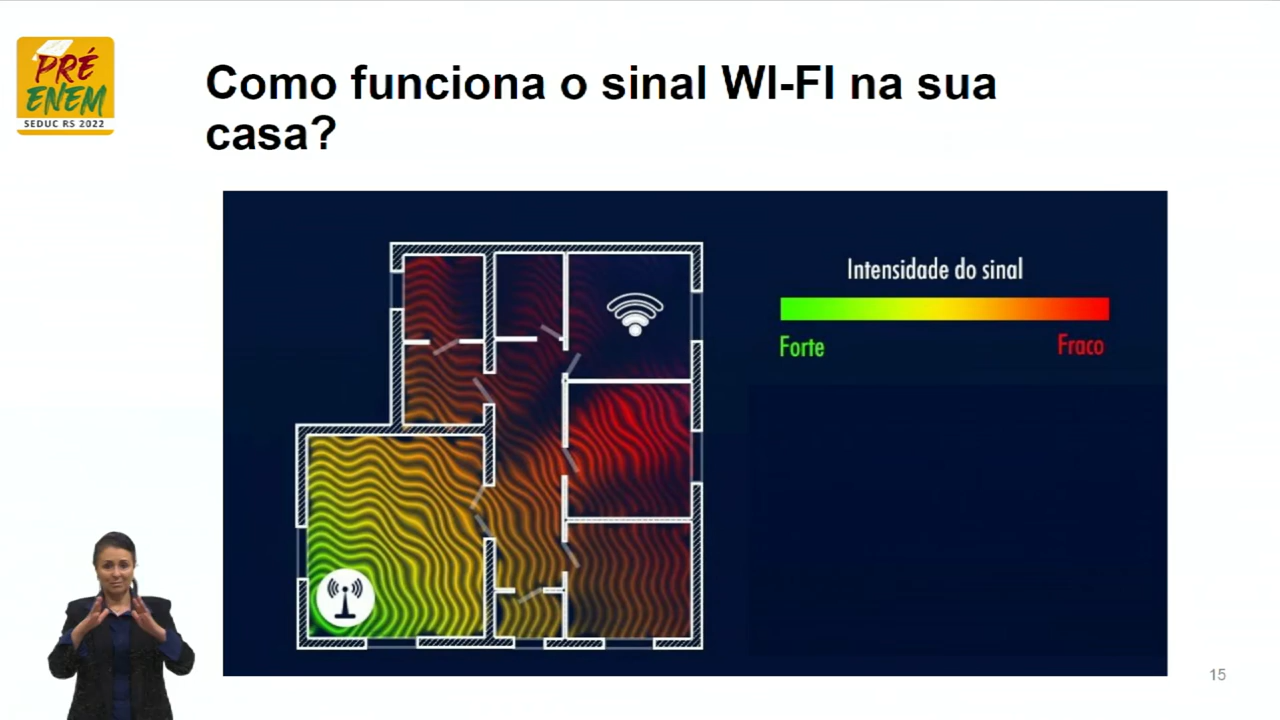 PRÉ
ENEM
SEDUC RS 2022
Como funciona o sinal WI-FI na sua
casa?
Intensidade do sinal
Forte
Fraco
15